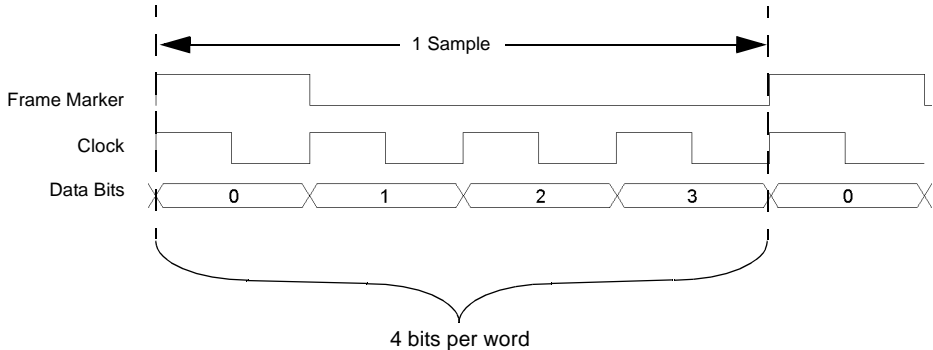 1 Sample
Frame Marker
Clock
Data Bits
0 1 2 3 0
4 bits per word